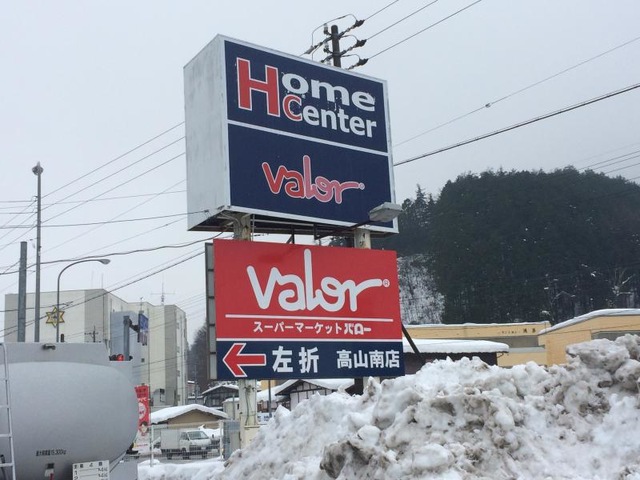 Home
Center
valor®
valor®
スーパーマーケットバロー
左折 高山南店